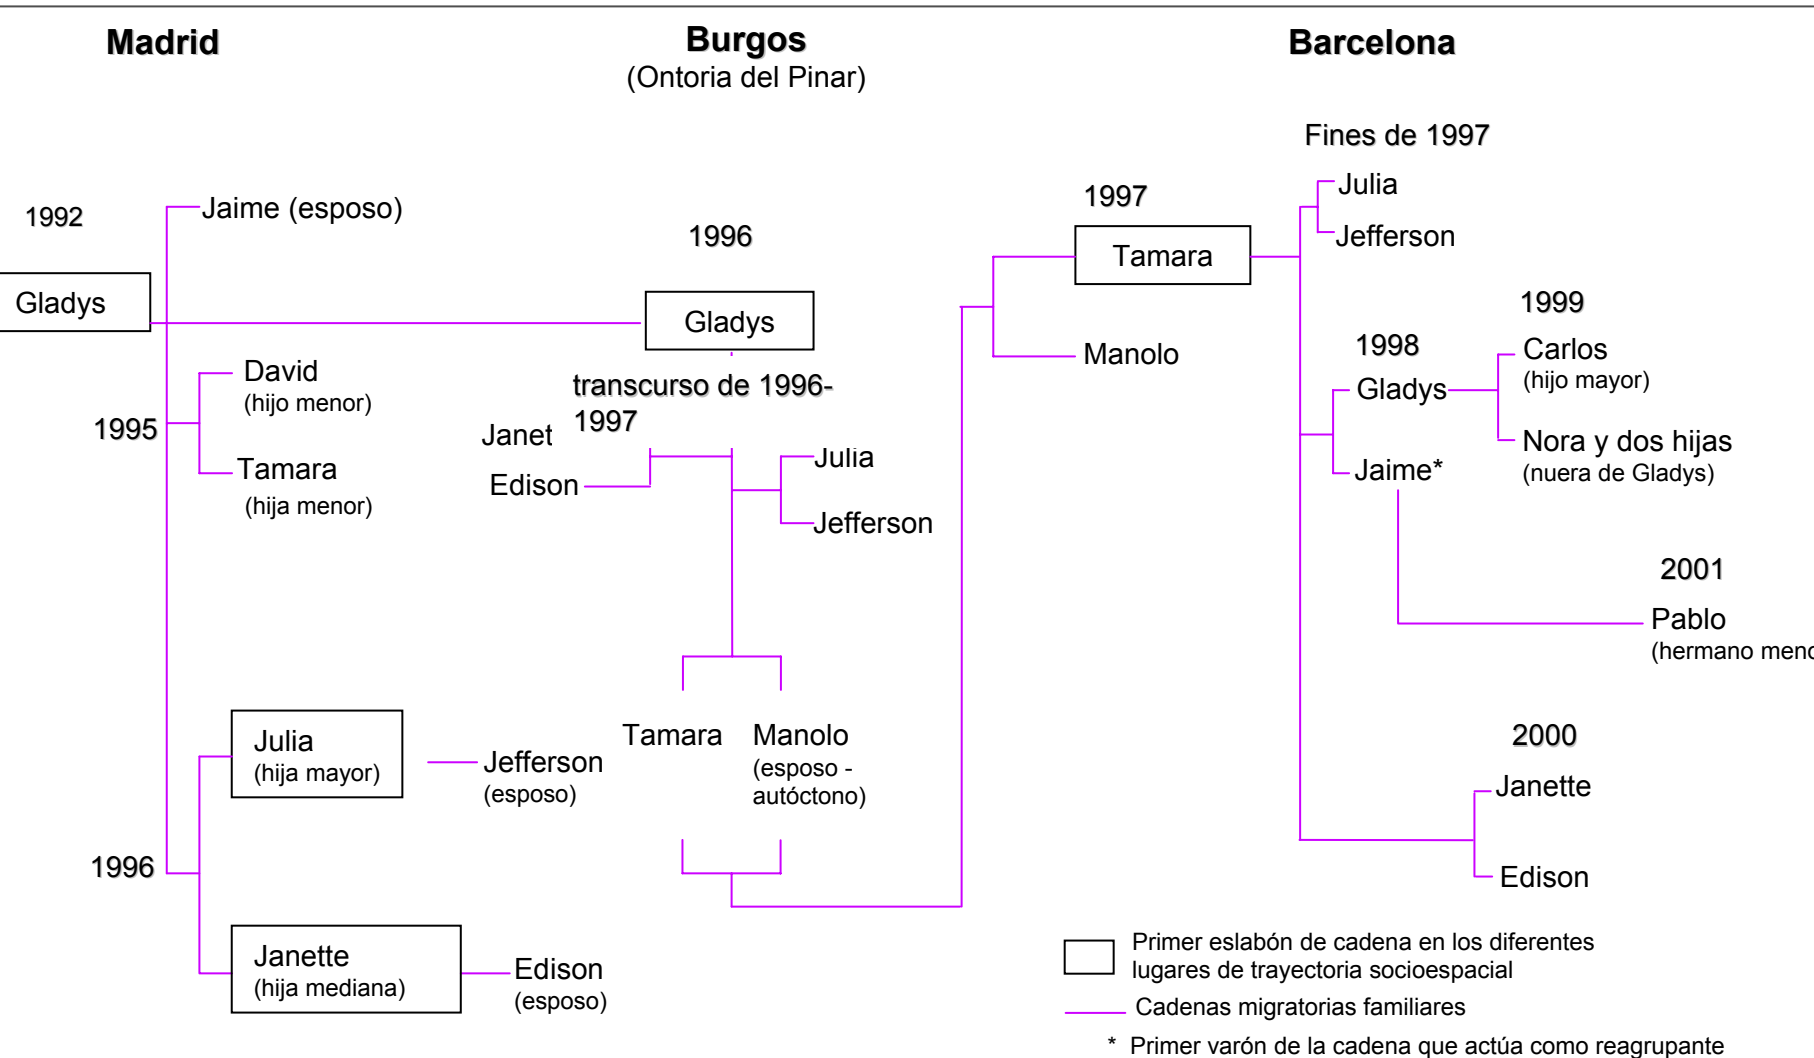 Madrid
Burgos
(Ontoria del Pinar)
Barcelona
1992
Gladys
Jaime (esposo)
1995
David
(hijo menor)
Tamara
(hija menor)
1996
Julia
(hija mayor)
Jefferson
(esposo)
Janette
(hija mediana)
Edison
(esposo)
1996
Gladys
transcurso de 1996-
1997
Janet
Edison
Julia
Jefferson
Tamara
Manolo
(esposo -
autóctono)
1997
Tamara
Manolo
Fines de 1997
Julia
Jefferson
1998
Gladys
Jaime*
1999
Carlos
(hijo mayor)
Nora y dos hijas
(nuera de Gladys)
2001
Pablo
(hermano meno
2000
Janette
Edison
Primer eslabón de cadena en los diferentes
lugares de trayectoria socioespacial
Cadenas migratorias familiares
* Primer varón de la cadena que actúa como reagrupante